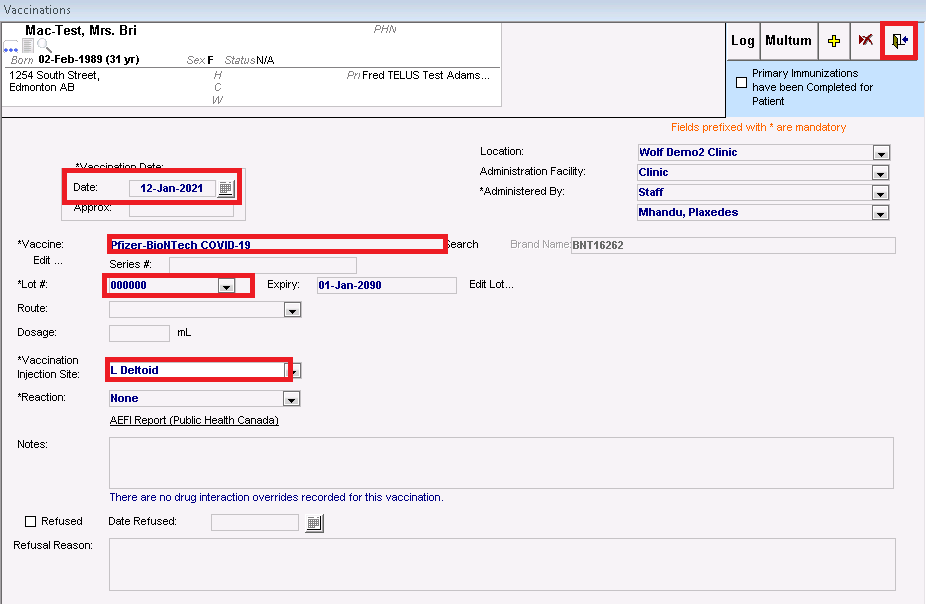 Vaccinations
Mac-Test, Mrs. Bri
PHN
Born 02-Feb-1989 (31 yr) Sex F Status N/A
1254 South Street, H Pri Fred TELUS Test Adams...
Edmonton AB C
W
Log Multum
Primary Immunizations
have been Completed for
Patient
Fields prefixed with * are mandatory
*Vaccination Date:
Date: 12-Jan-2021
Approx:
Location: Wolf Demo2 Clinic
Administration Facility: Clinic
*Administered By: Staff
Mhandu, Plaxedes
*Vaccine: Pfizer-BioNTech COVID-19 Search Brand Name: BNT16262
Edit ...
Series #:
*Lot #: 000000 Expiry: 01-Jan-2090 Edit Lot...
Route:
Dosage: mL
*Vaccination
Injection Site: L Deltoid
*Reaction: None
AEFI Report (Public Health Canada)
Notes:
There are no drug interaction overrides recorded for this vaccination.
Refused Date Refused:
Refusal Reason: